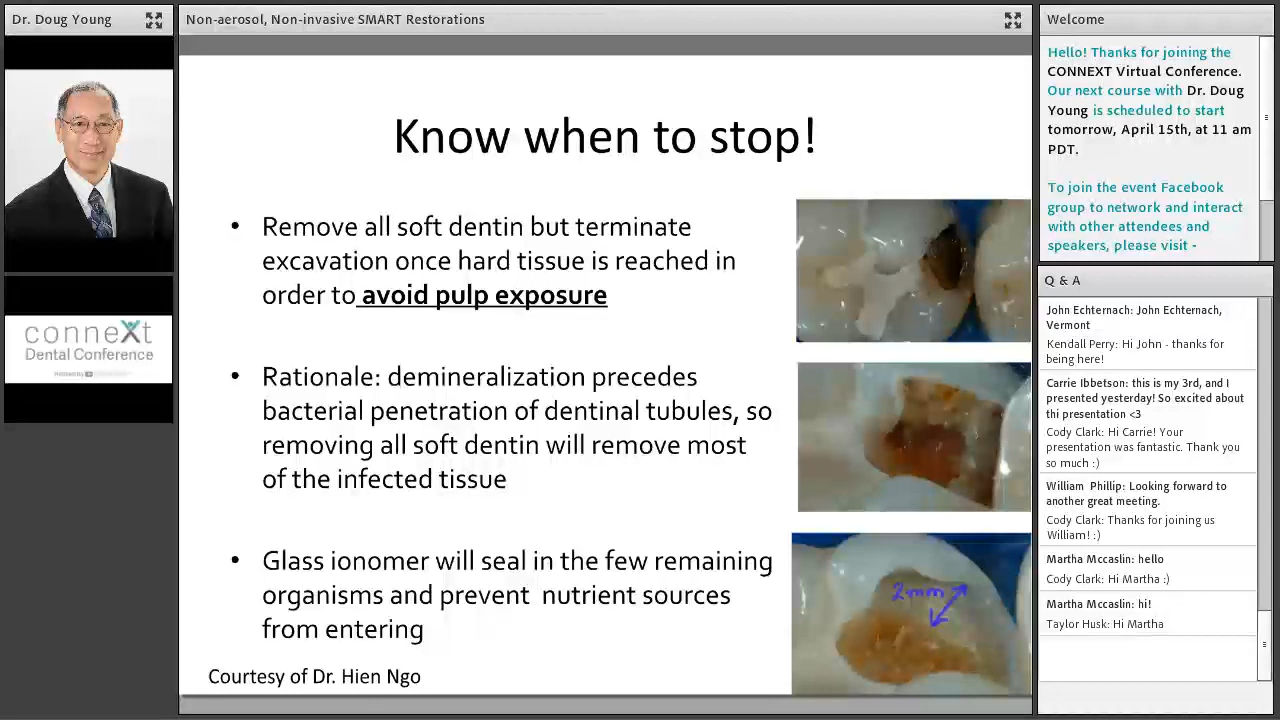 Dr. Doug Young
Non-aerosol, Non-invasive SMART Restorations
Know when to stop!
• Remove all soft dentin but terminate
excavation once hard tissue is reached in
order to avoid pulp exposure
• Rationale: demineralization precedes
bacterial penetration of dentinal tubules, so
removing all soft dentin will remove most
of the infected tissue
• Glass ionomer will seal in the few remaining
organisms and prevent nutrient sources
from entering
Courtesy of Dr. Hien Ngo
2mm
conneXt
Dental Conference
Welcome
Hello! Thanks for joining the
CONNEXT Virtual Conference.
Our next course with Dr. Doug
Young is scheduled to start
tomorrow, April 15th, at 11 am
PDT.
To join the event Facebook
group to network and interact
with other attendees and
speakers, please visit -
Q & A
John Echternach: John Echternach,
Vermont
Kendall Perry: Hi John - thanks for
being here!
Carrie Ibbetson: this is my 3rd, and I
presented yesterday! So excited about
thi presentation <3
Cody Clark: Hi Carrie! Your
presentation was fantastic. Thank you
so much :)
William Phillip: Looking forward to
another great meeting.
Cody Clark: Thanks for joining us
William! :)
Martha Mccaslin: hello
Cody Clark: Hi Martha :)
Martha Mccaslin: hi!
Taylor Husk: Hi Martha